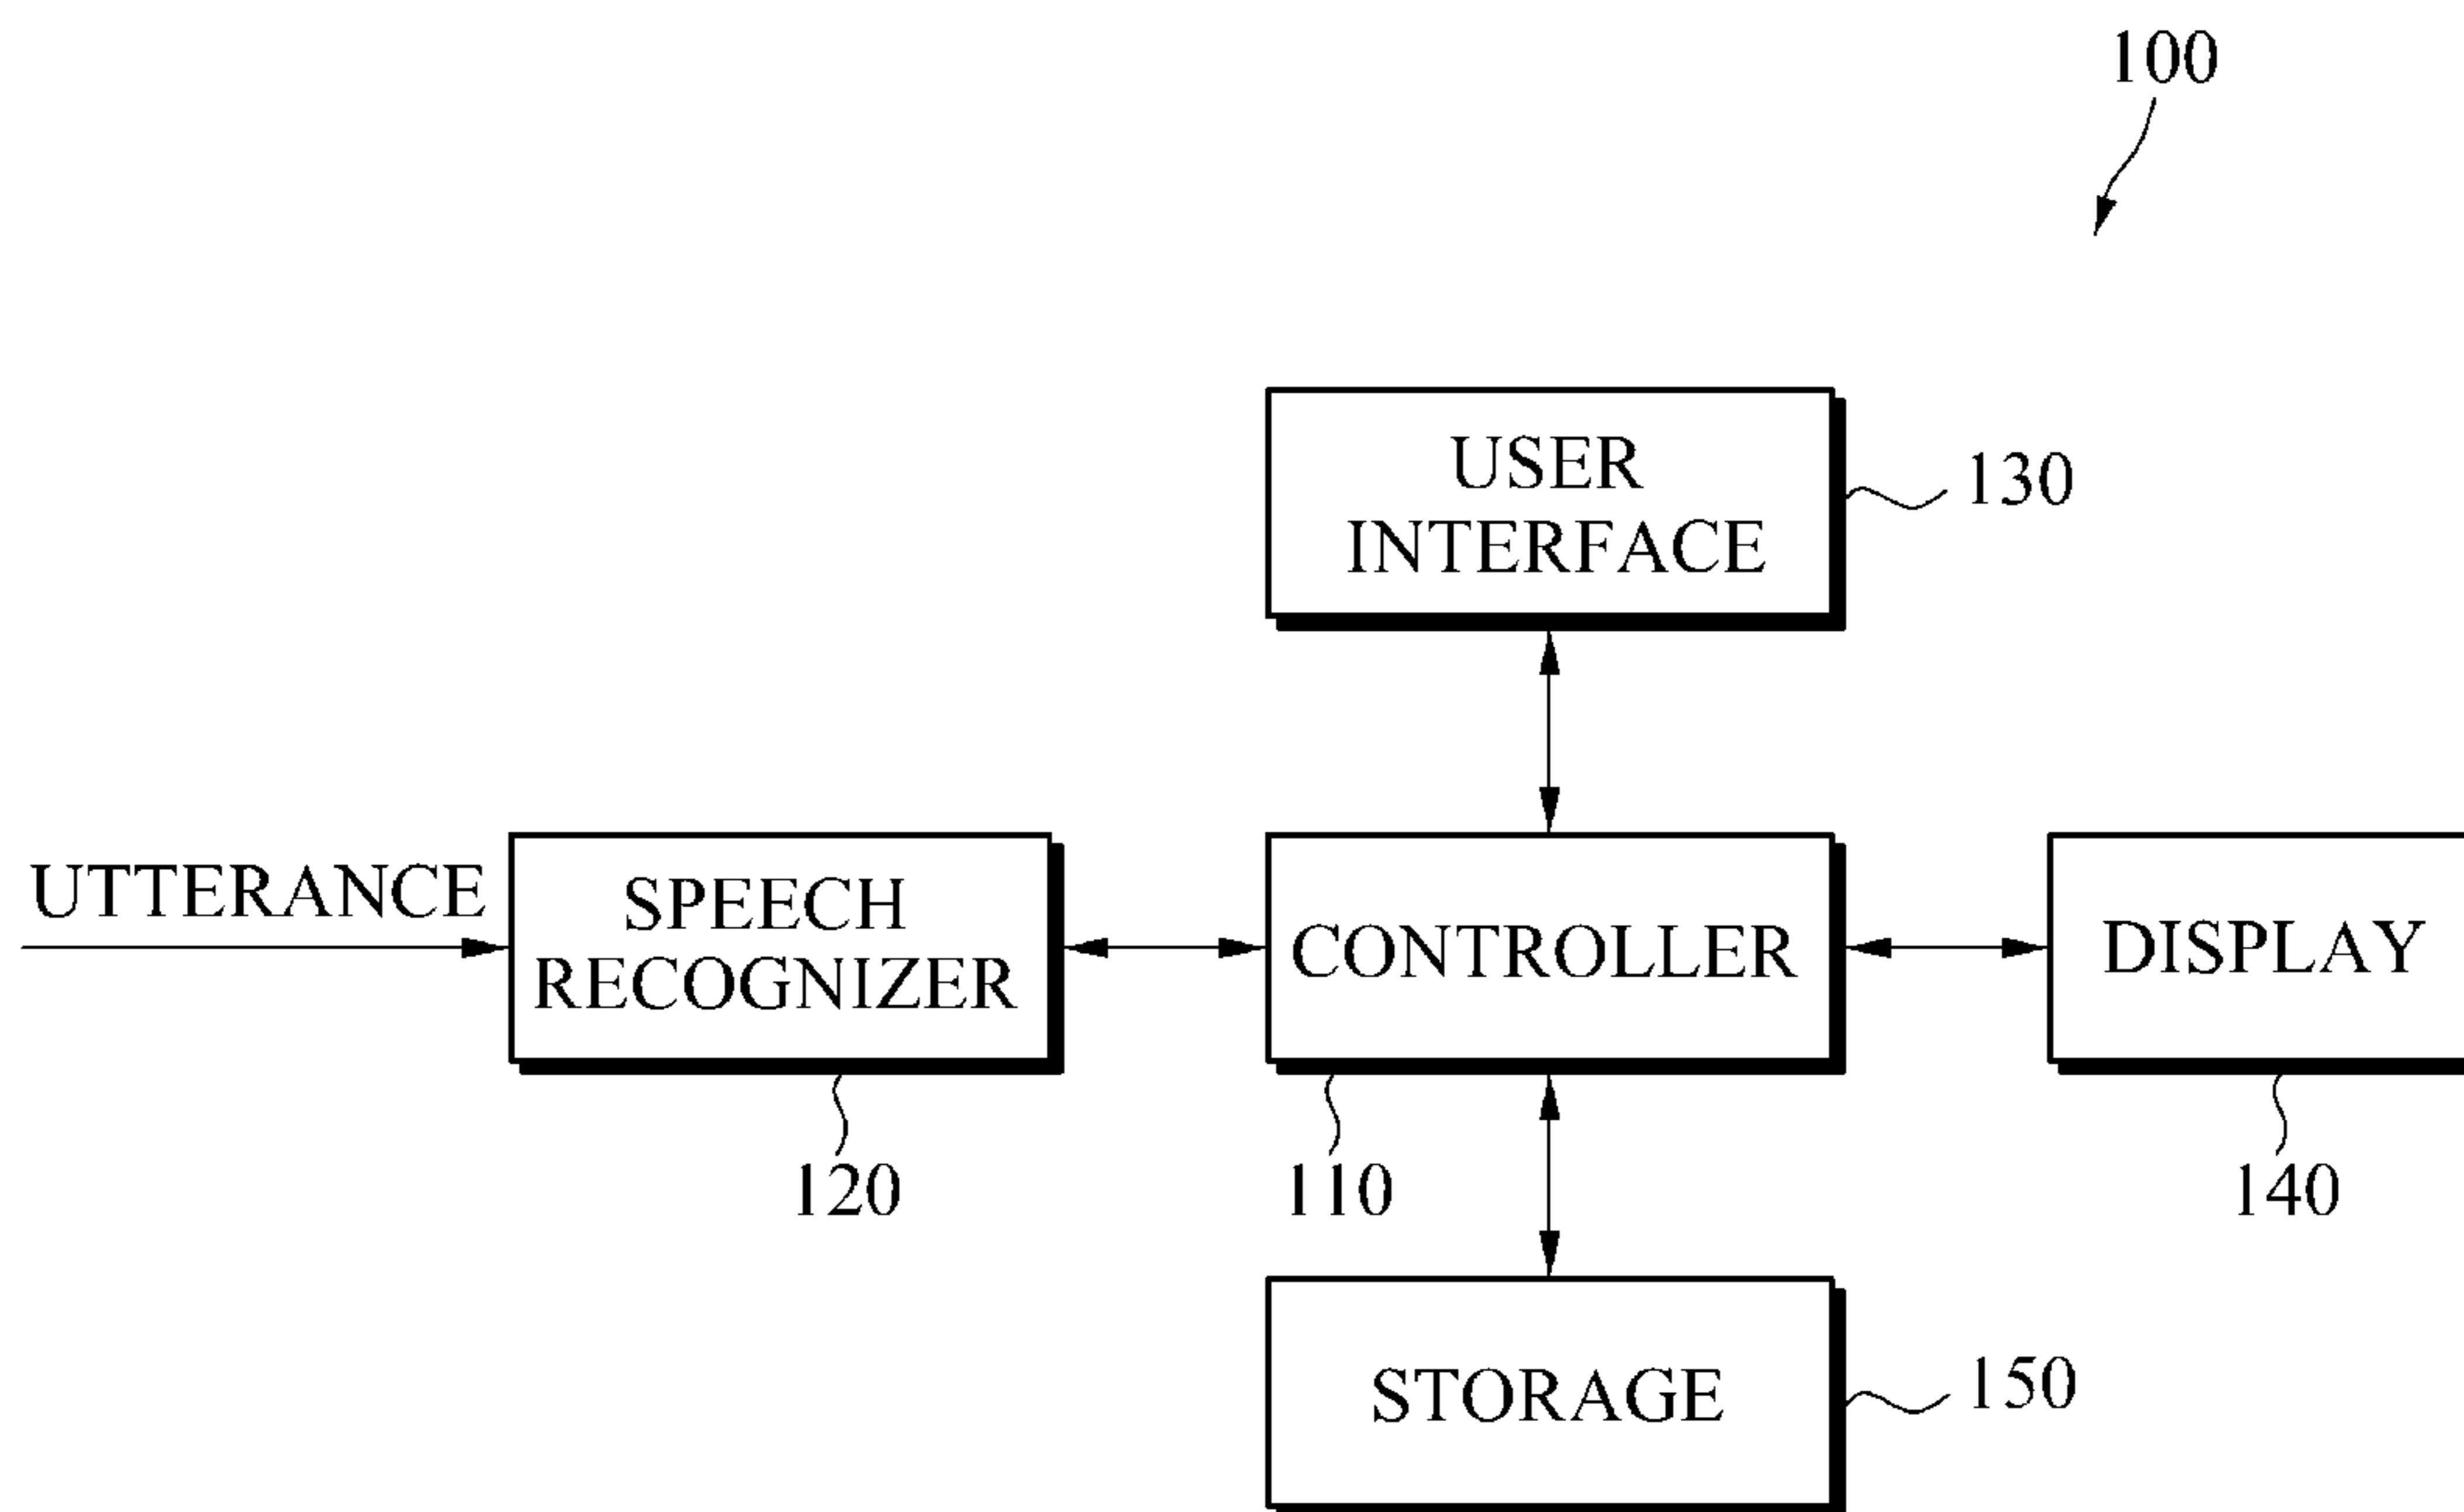 100
USER
INTERFACE
130
UTTERANCE
SPEECH
RECOGNIZER
CONTROLLER
DISPLAY
120
110
140
STORAGE
150